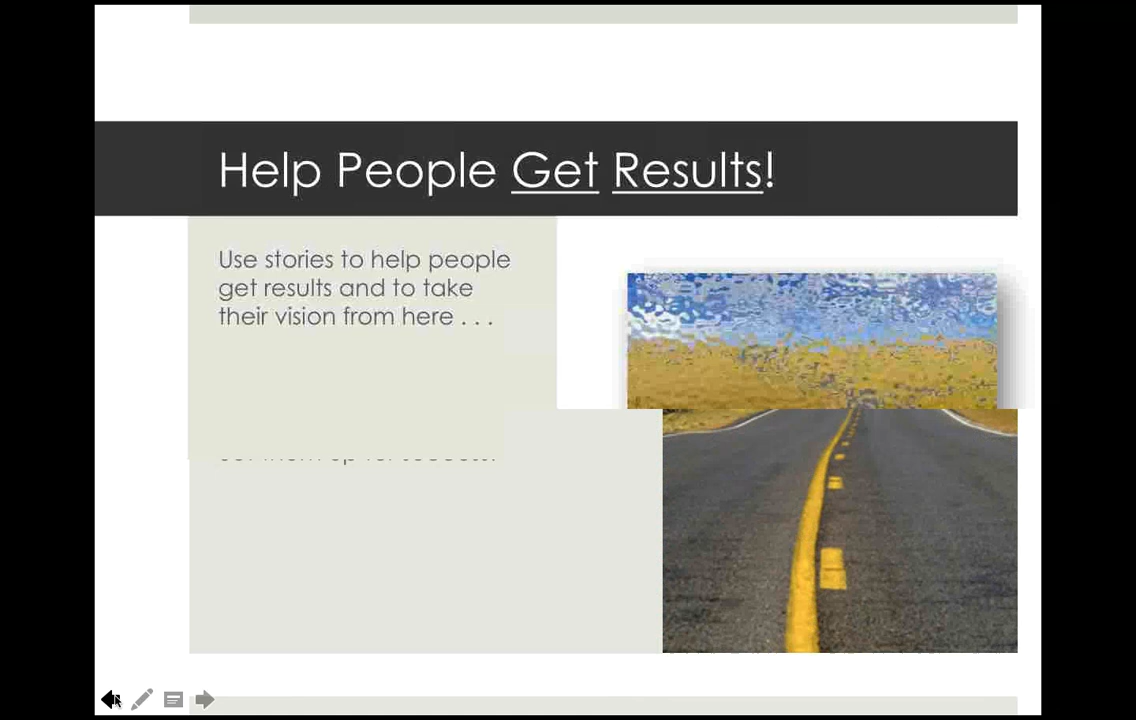 Help People Get Results!
Use stories to help people
get results and to take
their vision from here . . .